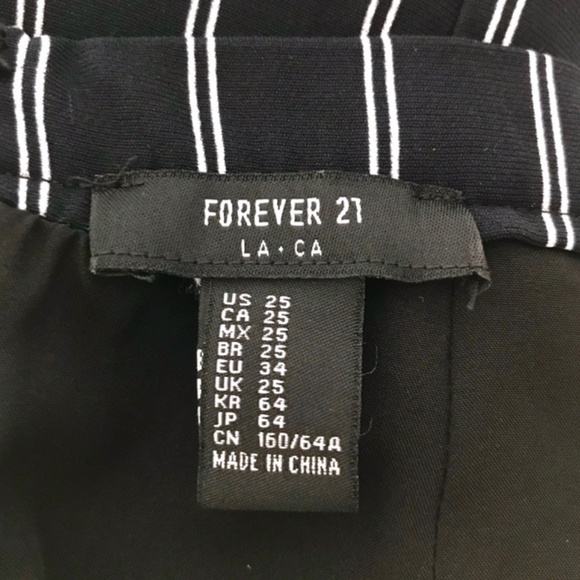 FOREVER 21
LA • CA
US 25
CA 25
MX 25
BR 25
EU 34
UK 25
KR 64
JP 64
CN 160/64A
MADE IN CHINA